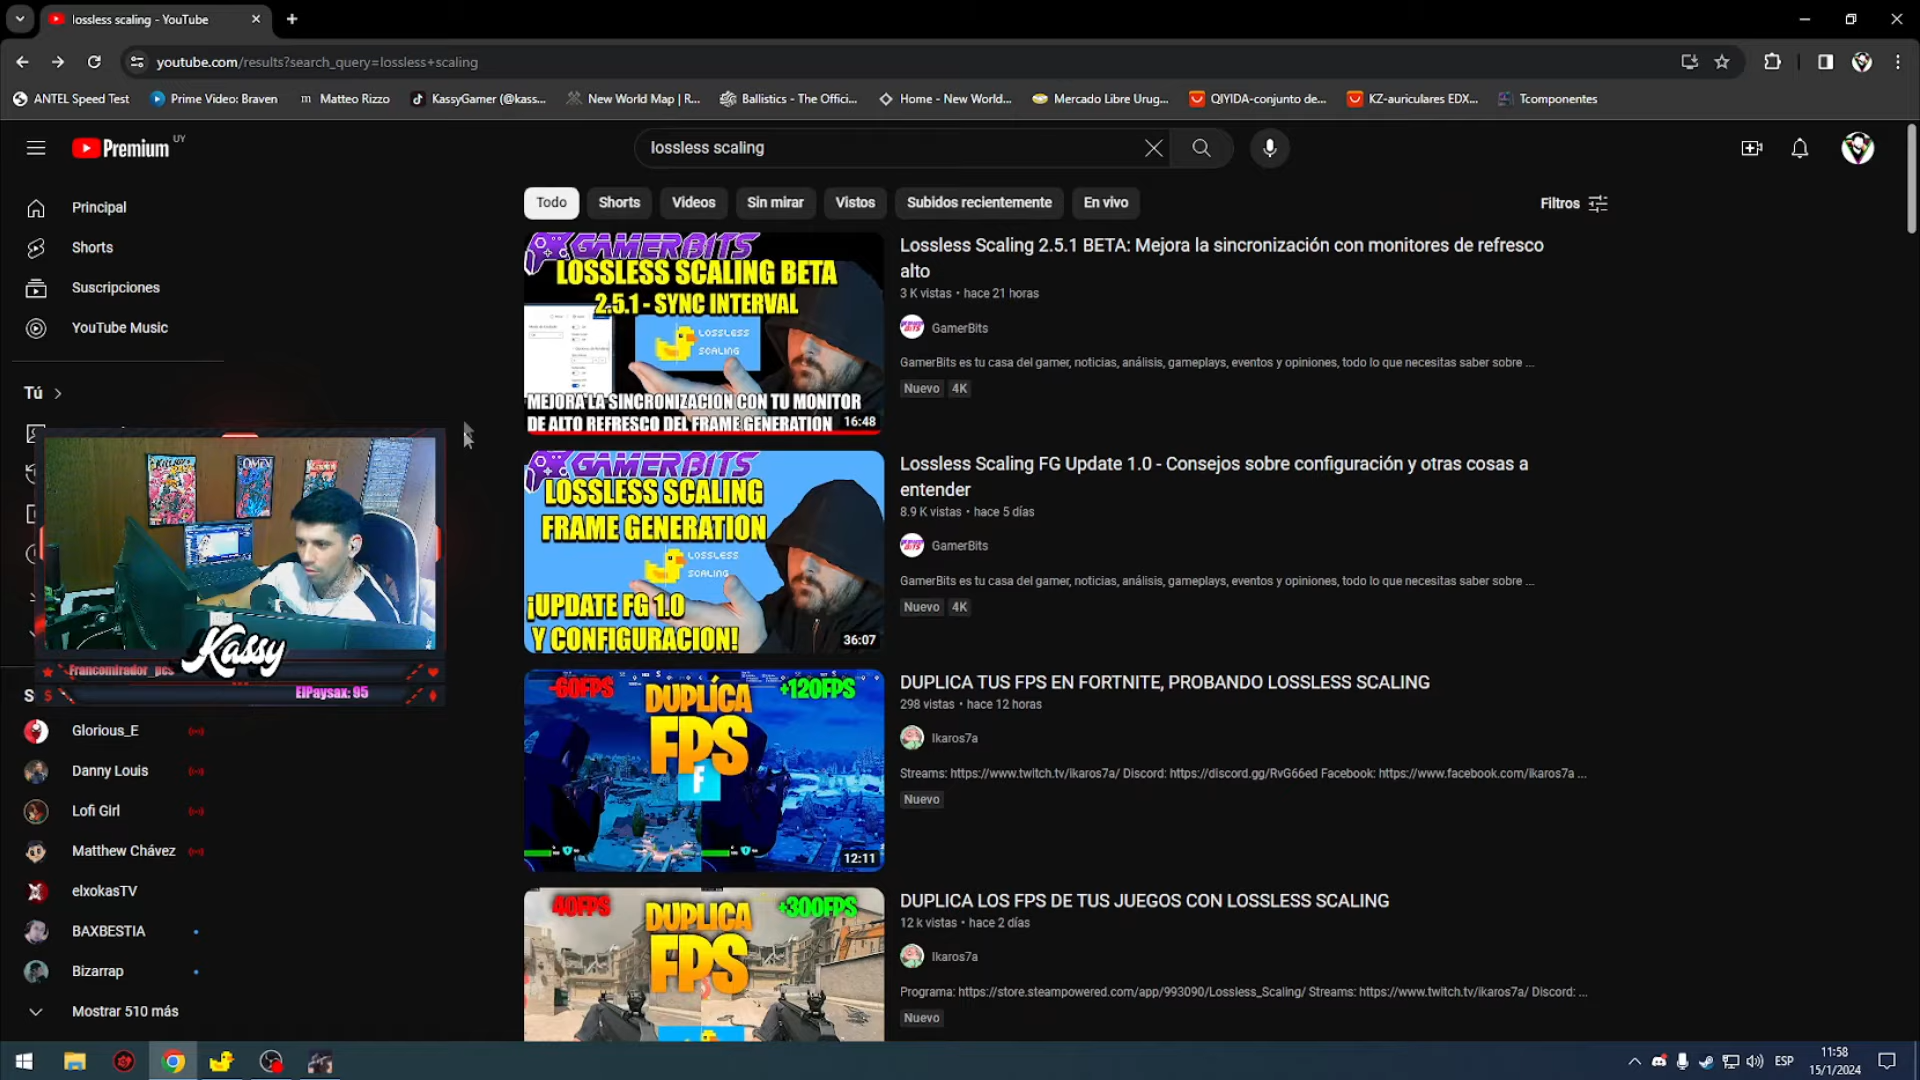 lossless scaling - YouTube
youtube.com/results?search_query=lossless+scaling
ANTEL Speed Test
Prime Video: Braven
m Matteo Rizzo
KassyGamer (@kass...
New World Map | R...
Ballistics - The Offici...
Home - New World...
Mercado Libre Urug...
QIYIDA-conjunto de...
KZ-auriculares EDX...
Tcomponentes
Premium UY
lossless scaling
Principal
Shorts
Suscripciones
YouTube Music
Tú
Todo
Shorts
Videos
Sin mirar
Vistos
Subidos recientemente
En vivo
Filtros
GAMERBITS
LOSSLESS SCALING BETA
2.5.1 - SYNC INTERVAL
LOSSLESS
SCALING
MEJORA LA SINCRONIZACION CON TU MONITOR
DE ALTO REFRESCO DEL FRAME GENERATION
16:48
Lossless Scaling 2.5.1 BETA: Mejora la sincronización con monitores de refresco
alto
3 K vistas • hace 21 horas
GamerBits
GamerBits es tu casa del gamer, noticias, análisis, gameplays, eventos y opiniones, todo lo que necesitas saber sobre ...
Nuevo
4K
GAMERBITS
LOSSLESS SCALING
FRAME GENERATION
LOSSLESS
SCALING
¡UPDATE FG 1.0
Y CONFIGURACION!
36:07
Lossless Scaling FG Update 1.0 - Consejos sobre configuración y otras cosas a
entender
8.9 K vistas • hace 5 días
GamerBits
GamerBits es tu casa del gamer, noticias, análisis, gameplays, eventos y opiniones, todo lo que necesitas saber sobre ...
Nuevo
4K
Kassy
Francomirador_pcs
$
ElPaysax: 95
S
Glorious_E
Danny Louis
Lofi Girl
Matthew Chávez
elxokasTV
BAXBESTIA
Bizarrap
Mostrar 510 más
-60FPS
DUPLÍCA
+120FPS
FPS
F
12:11
DUPLICA TUS FPS EN FORTNITE, PROBANDO LOSSLESS SCALING
298 vistas • hace 12 horas
Ikaros7a
Streams: https://www.twitch.tv/ikaros7a/ Discord: https://discord.gg/RvG66ed Facebook: https://www.facebook.com/ikaros7a ...
Nuevo
40FPS
DUPLICA
+300FPS
FPS
DUPLICA LOS FPS DE TUS JUEGOS CON LOSSLESS SCALING
12 k vistas • hace 2 días
Ikaros7a
Programa: https://store.steampowered.com/app/993090/Lossless_Scaling/ Streams: https://www.twitch.tv/ikaros7a/ Discord: ...
Nuevo
ESP
11:58
15/1/2024